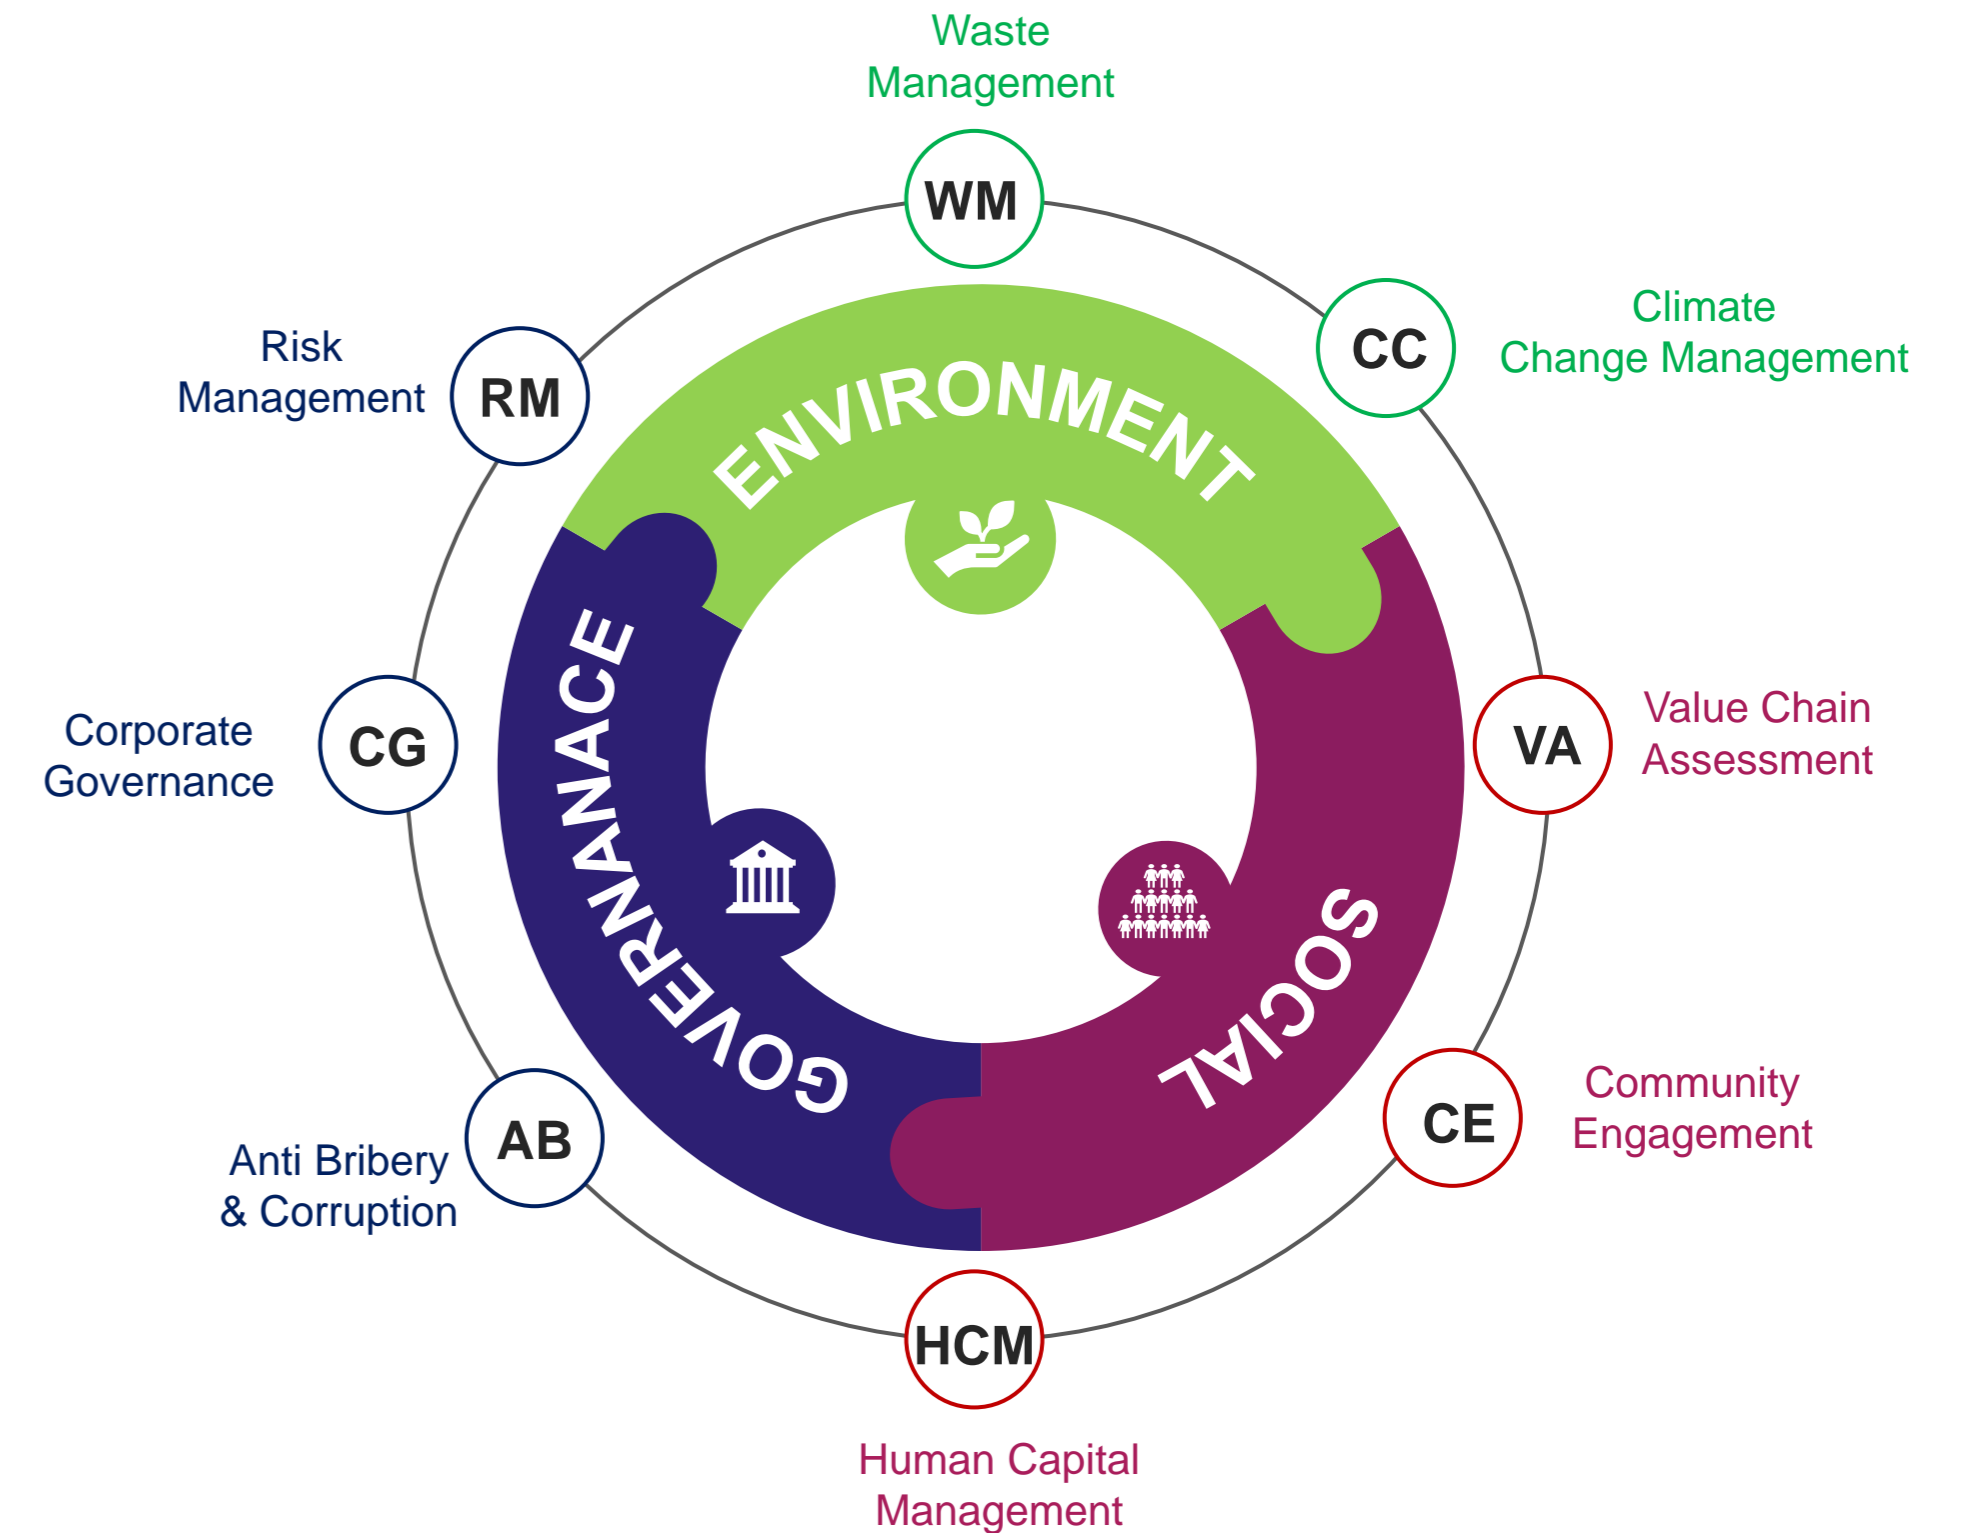 Waste
Management
WM
Climate
Change Management
CC
Risk
Management
RM
ENVIRONMENT
Value Chain
Assessment
VA
Corporate
Governance
CG
GOVERNANACE
SOCIAL
Community
Engagement
CE
Anti Bribery
& Corruption
AB
HCM
Human Capital
Management